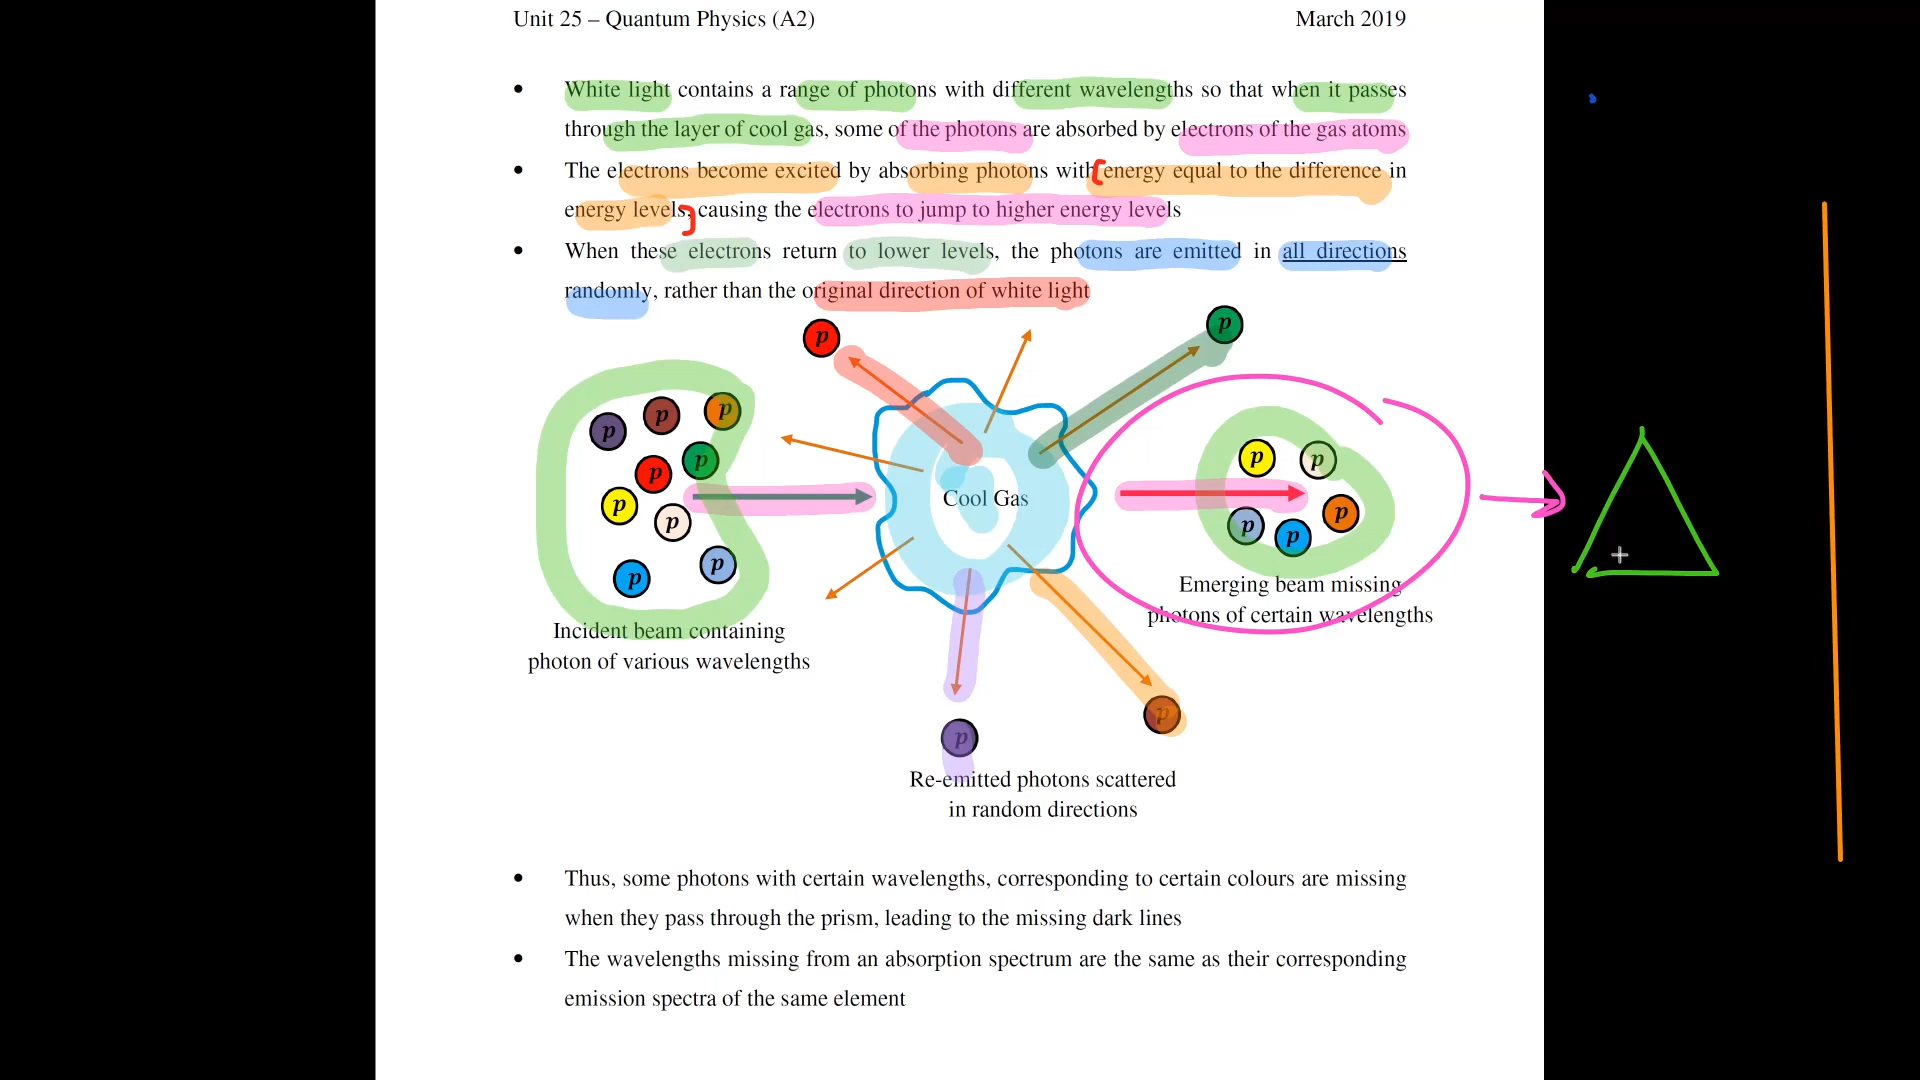 Unit 25 – Quantum Physics (A2) March 2019
• White light contains a range of photons with different wavelengths so that when it passes
through the layer of cool gas, some of the photons are absorbed by electrons of the gas atoms
• The electrons become excited by absorbing photons with energy equal to the difference in
energy levels, causing the electrons to jump to higher energy levels
• When these electrons return to lower levels, the photons are emitted in all directions
randomly, rather than the original direction of white light
p p
p p p
p p
p p
p
p p
Cool Gas
p p
p
p p
Incident beam containing
photon of various wavelengths
Emerging beam missing
photons of certain wavelengths
p
p
Re-emitted photons scattered
in random directions
• Thus, some photons with certain wavelengths, corresponding to certain colours are missing
when they pass through the prism, leading to the missing dark lines
• The wavelengths missing from an absorption spectrum are the same as their corresponding
emission spectra of the same element